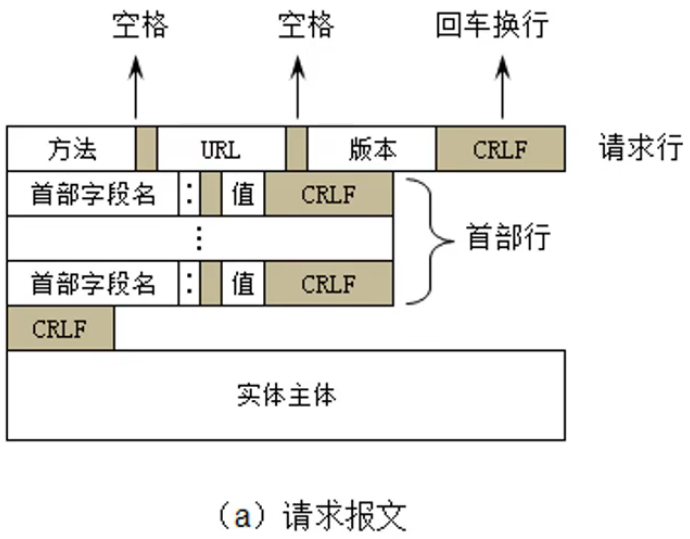 空格 空格 回车换行
方法 URL 版本 CRLF 请求行
首部字段名 : 值 CRLF
⋮ 首部行
首部字段名 : 值 CRLF
CRLF
实体主体
（a）请求报文